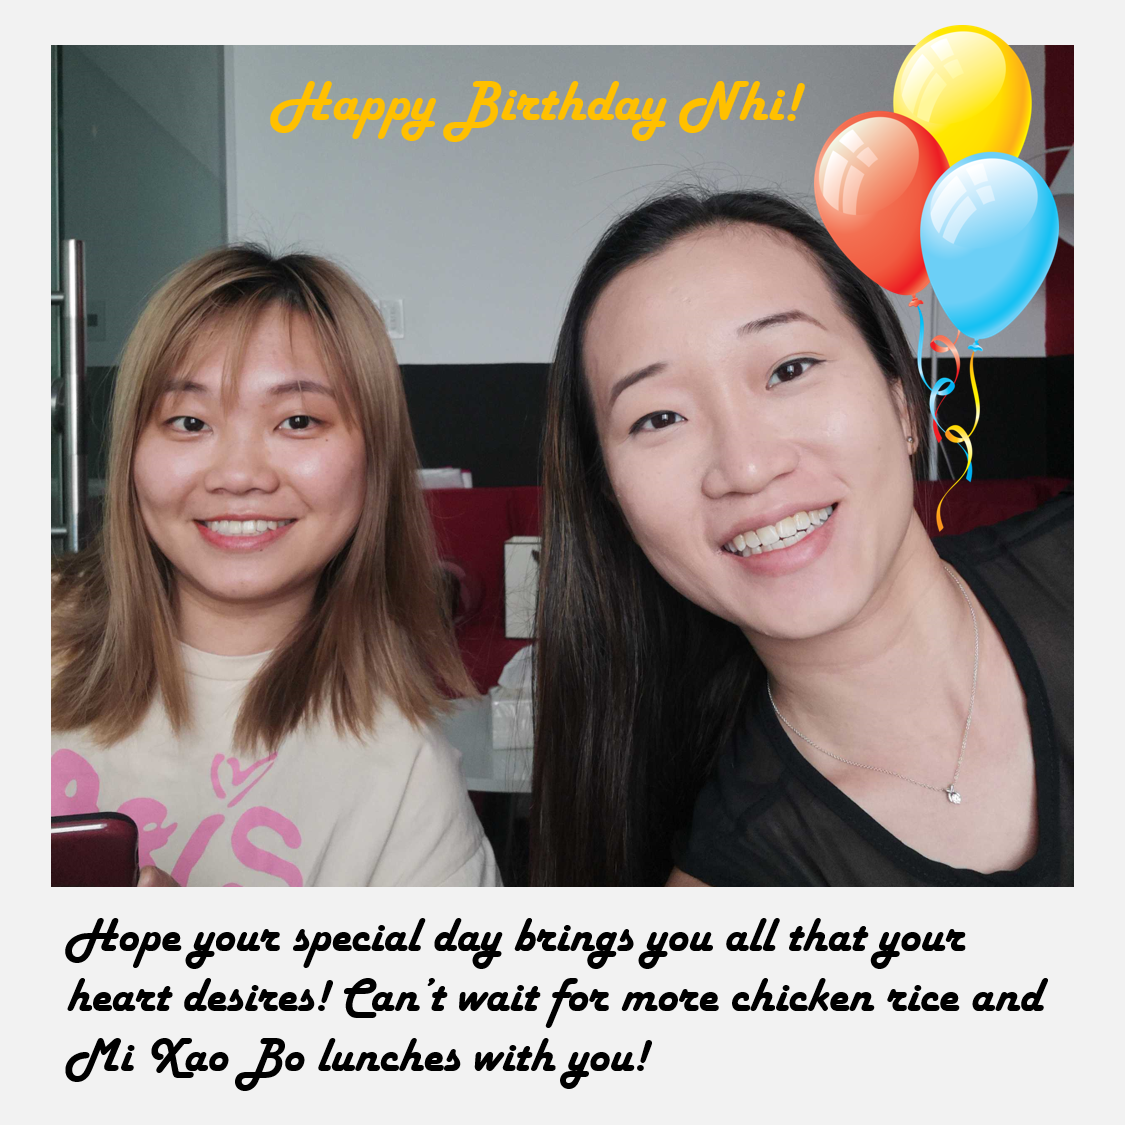 Happy Birthday Nhi!
Hope your special day brings you all that your
heart desires! Can't wait for more chicken rice and
Mi Xao Bo lunches with you!